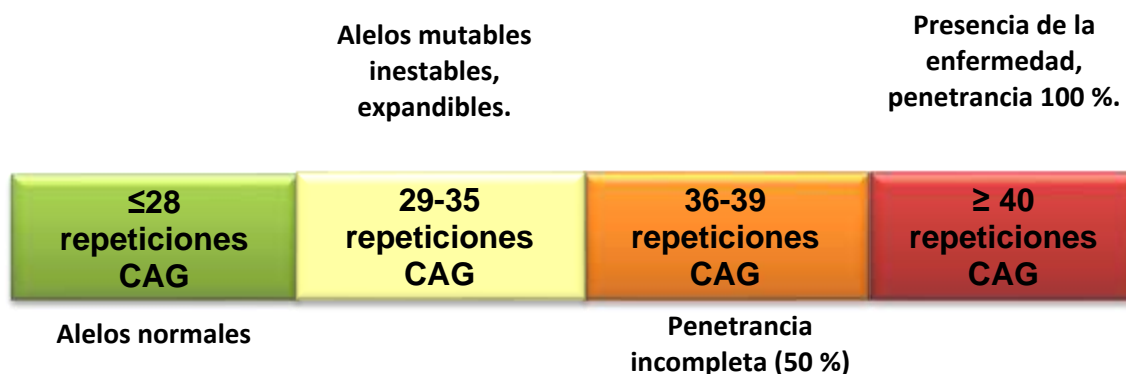 Alelos mutables
inestables,
expandibles.
Presencia de la
enfermedad,
penetrancia 100 %.
≤28
repeticiones
CAG
29-35
repeticiones
CAG
36-39
repeticiones
CAG
≥ 40
repeticiones
CAG
Alelos normales
Penetrancia
incompleta (50 %)